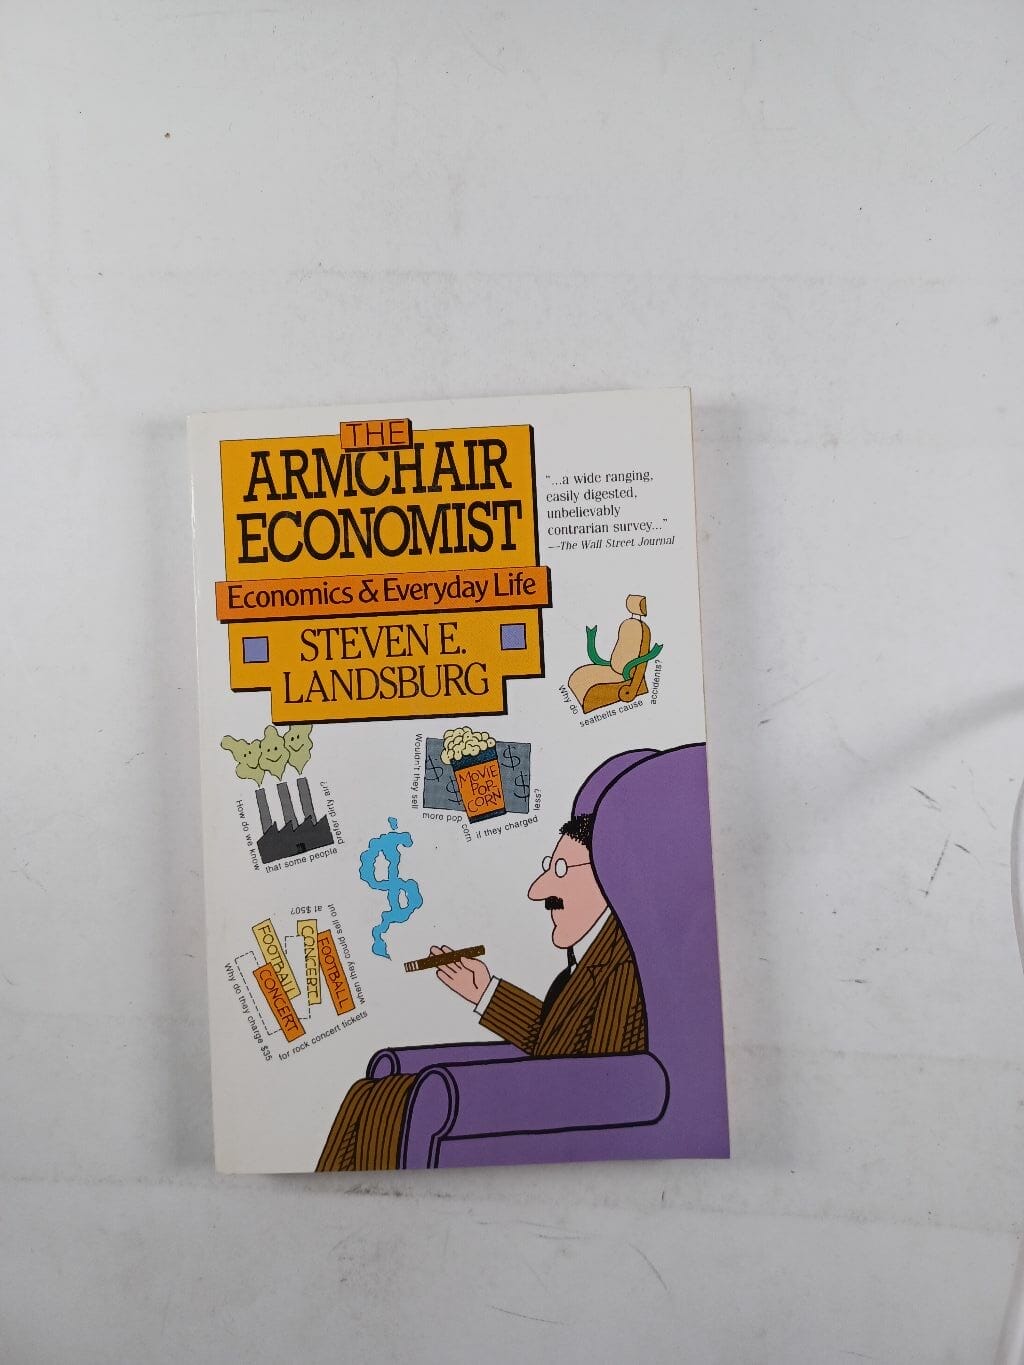 THE
ARMCHAIR
ECONOMIST
Economics & Everyday Life
STEVEN E.
LANDSBURG
"...a wide ranging,
easily digested,
unbelievably
contrarian survey..."
—The Wall Street Journal
Why do
seatbelts cause
accidents?
Wouldn't they sell
more pop corn
if they charged
less?
$
$
$
$
MOVIE
POP-
CORN
How do we know
that some people
prefer dirty air?
Why do they charge $35
for rock concert tickets
when they could sell out
at $50?
FOOTBALL
CONCERT
CONCERT
FOOTBALL
$